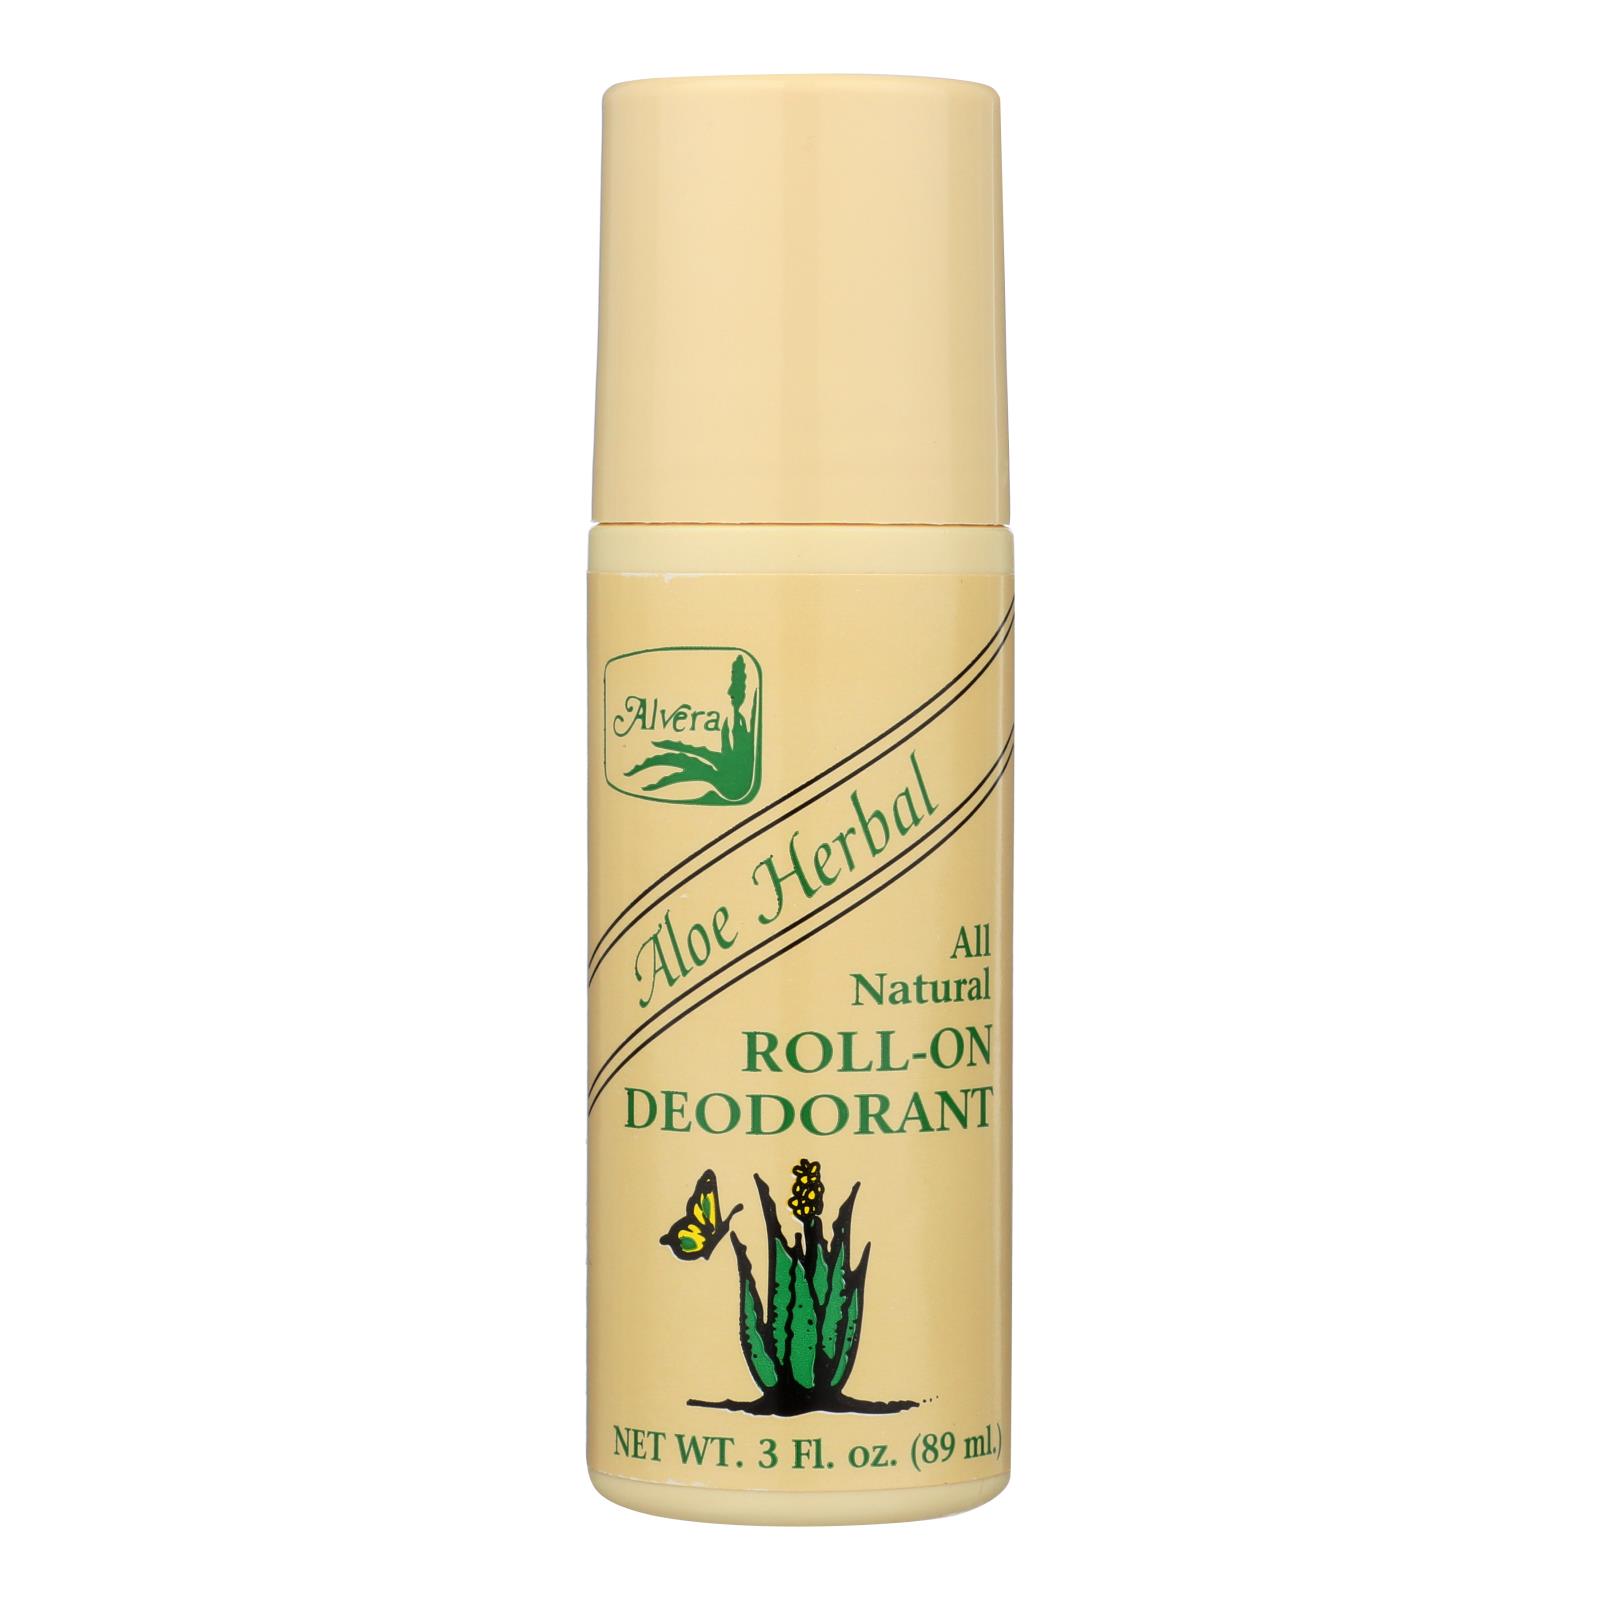 Alvera
Aloe Herbal
All
Natural
ROLL-ON
DEODORANT
NET WT. 3 Fl. oz. (89 ml.)